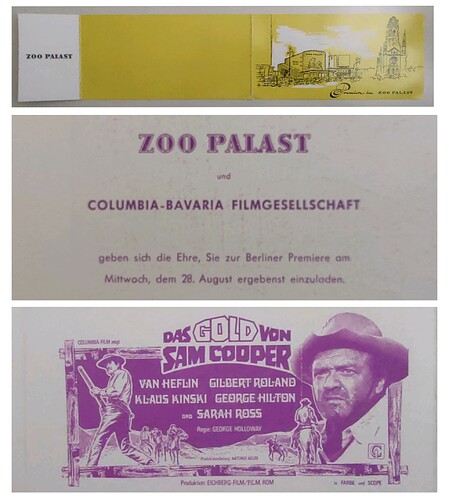 ZOO PALAST
Premiere im ZOO PALAST
ZOO PALAST
und
COLUMBIA-BAVARIA FILMGESELLSCHAFT
geben sich die Ehre, Sie zur Berliner Premiere am
Mittwoch, dem 28. August ergebenst einzuladen.
COLUMBIA FILM zeigt
DAS GOLD VON
SAM COOPER
VAN HEFLIN GILBERT ROLAND
KLAUS KINSKI GEORGE HILTON
UND SARAH ROSS
Regie: GEORGE HOLLOWAY
Produktion: EICHBERG-FILM/FILM, ROM
in FARBE und SCOPE